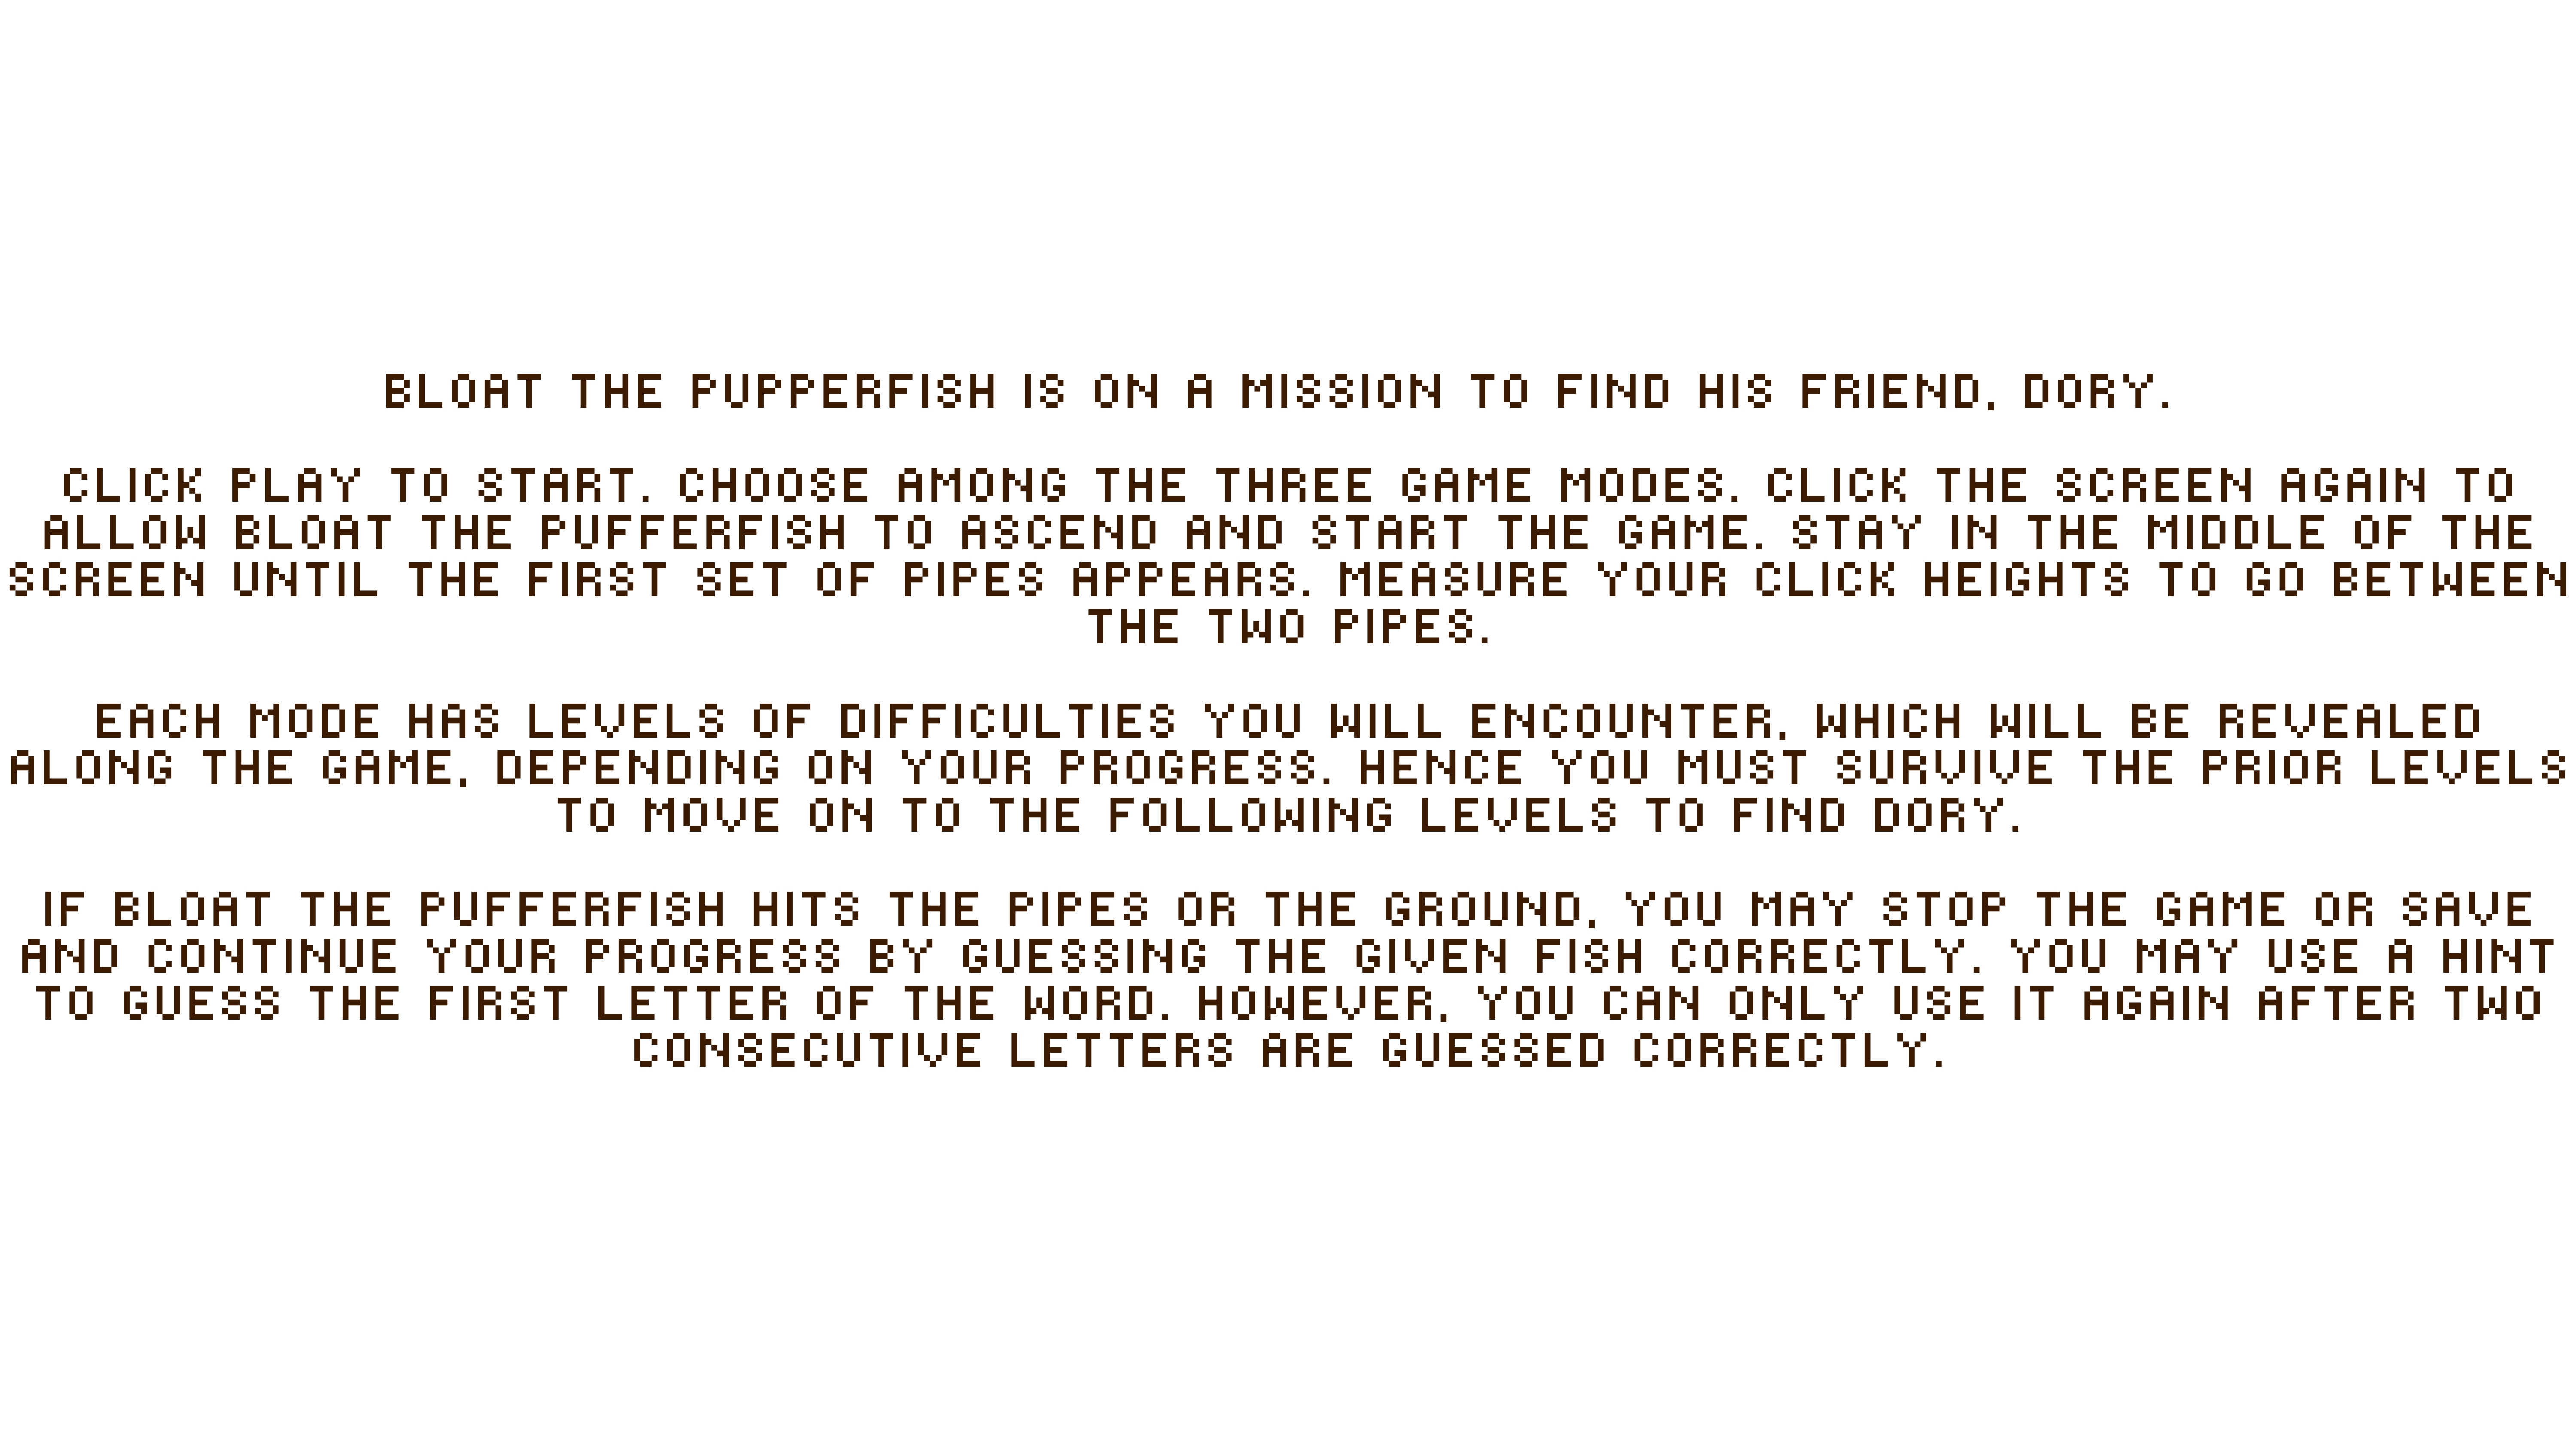 BLOAT THE PUPPERFISH IS ON A MISSION TO FIND HIS FRIEND, DORY.
CLICK PLAY TO START. CHOOSE AMONG THE THREE GAME MODES. CLICK THE SCREEN AGAIN TO
ALLOW BLOAT THE PUFFERFISH TO ASCEND AND START THE GAME. STAY IN THE MIDDLE OF THE
SCREEN UNTIL THE FIRST SET OF PIPES APPEARS. MEASURE YOUR CLICK HEIGHTS TO GO BETWEEN
THE TWO PIPES.
EACH MODE HAS LEVELS OF DIFFICULTIES YOU WILL ENCOUNTER, WHICH WILL BE REVEALED
ALONG THE GAME, DEPENDING ON YOUR PROGRESS. HENCE YOU MUST SURVIVE THE PRIOR LEVELS
TO MOVE ON TO THE FOLLOWING LEVELS TO FIND DORY.
IF BLOAT THE PUFFERFISH HITS THE PIPES OR THE GROUND, YOU MAY STOP THE GAME OR SAVE
AND CONTINUE YOUR PROGRESS BY GUESSING THE GIVEN FISH CORRECTLY. YOU MAY USE A HINT
TO GUESS THE FIRST LETTER OF THE WORD. HOWEVER, YOU CAN ONLY USE IT AGAIN AFTER TWO
CONSECUTIVE LETTERS ARE GUESSED CORRECTLY.